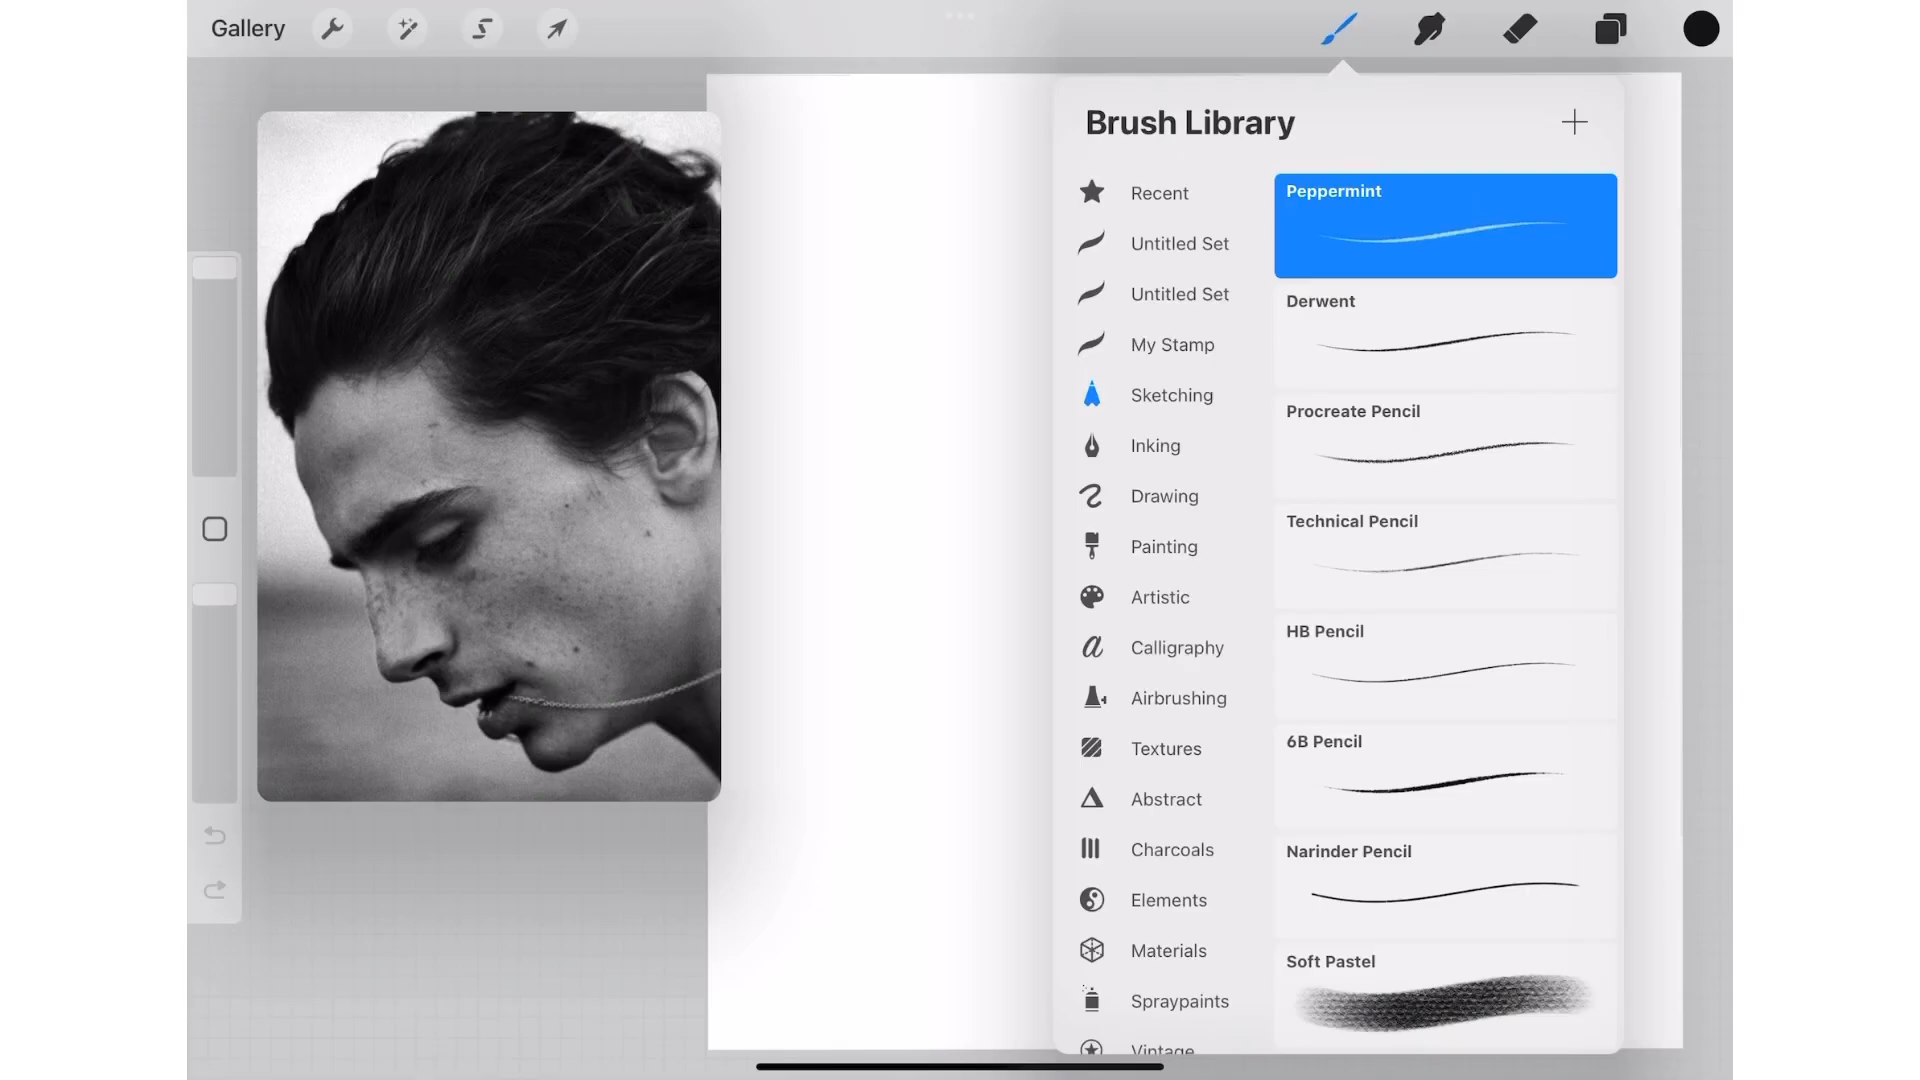 Gallery
Brush Library
Recent
Untitled Set
Untitled Set
My Stamp
Sketching
Inking
Drawing
Painting
Artistic
Calligraphy
Airbrushing
Textures
Abstract
Charcoals
Elements
Materials
Spraypaints
Vintage
Peppermint
Derwent
Procreate Pencil
Technical Pencil
HB Pencil
6B Pencil
Narinder Pencil
Soft Pastel